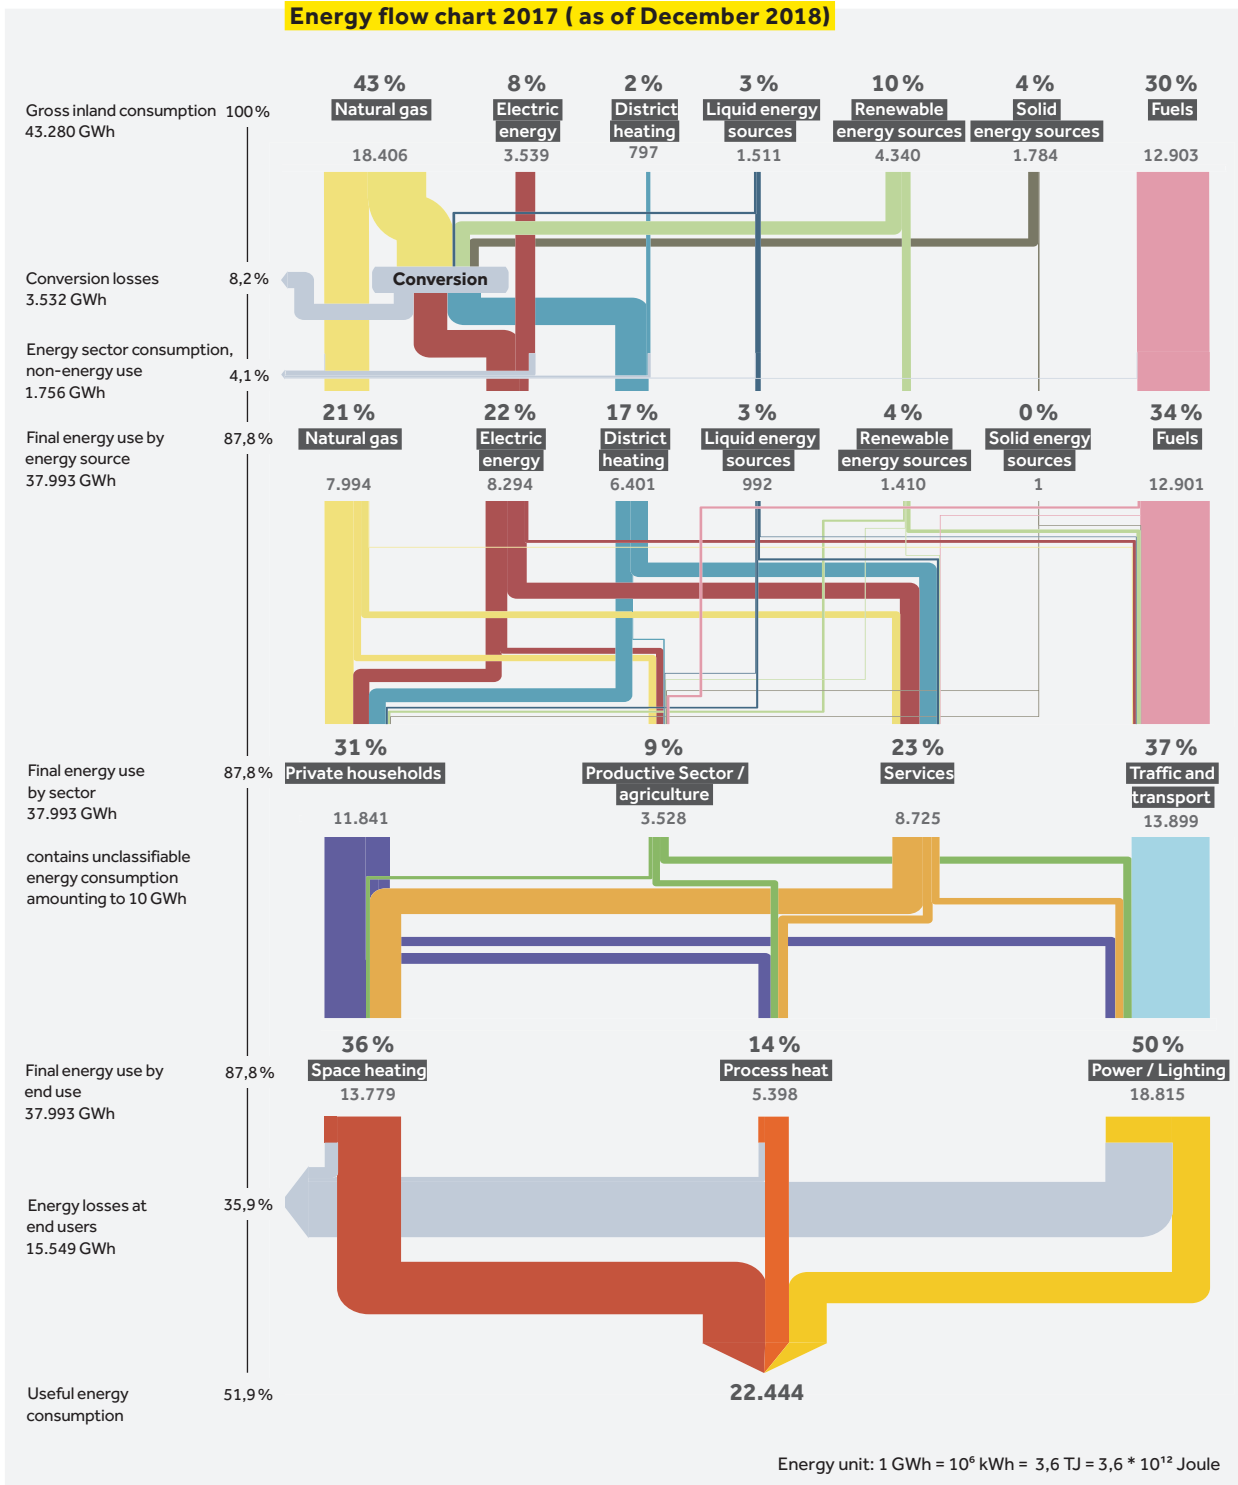 Energy flow chart 2017 ( as of December 2018)
43 % 8 % 2 % 3 % 10 % 4 % 30 %
Gross inland consumption 100 % Natural gas Electric District Liquid energy Renewable Solid Fuels
43.280 GWh energy heating sources energy sources energy sources
18.406 3.539 797 1.511 4.340 1.784 12.903
Conversion losses 8,2 % Conversion
3.532 GWh
Energy sector consumption,
non-energy use 4,1 %
1.756 GWh
21 % 22 % 17 % 3 % 4 % 0 % 34 %
Final energy use by 87,8 % Natural gas Electric District Liquid energy Renewable Solid energy Fuels
energy source energy heating sources energy sources sources
37.993 GWh 7.994 8.294 6.401 992 1.410 1 12.901
31 % 9 % 23 % 37 %
Final energy use 87,8 % Private households Productive Sector / Services Traffic and
by sector agriculture transport
37.993 GWh 11.841 3.528 8.725 13.899
contains unclassifiable
energy consumption
amounting to 10 GWh
36 % 14 % 50 %
Final energy use by 87,8 % Space heating Process heat Power / Lighting
end use 13.779 5.398 18.815
37.993 GWh
Energy losses at 35,9 %
end users
15.549 GWh
Useful energy 51,9 % 22.444
consumption
Energy unit: 1 GWh = 10⁶ kWh = 3,6 TJ = 3,6 * 10¹² Joule